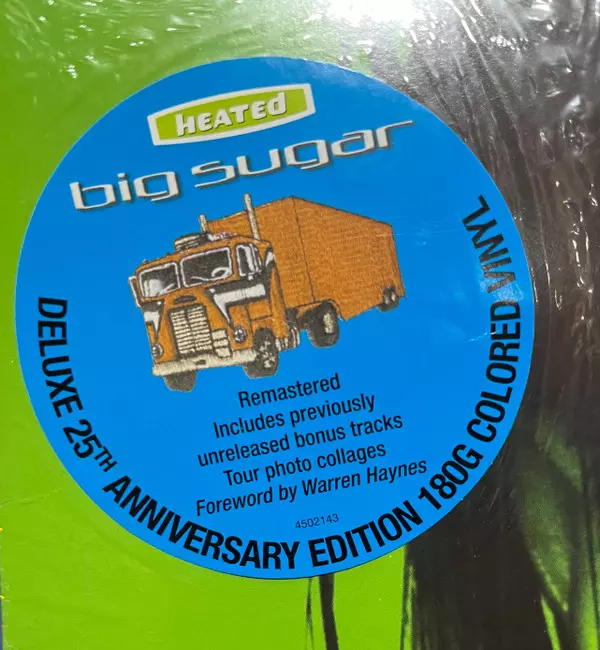 HEATED
big sugar
Remastered
Includes previously
unreleased bonus tracks
Tour photo collages
Foreword by Warren Haynes
4502143
DELUXE 25TH ANNIVERSARY EDITION 180G COLORED VINYL